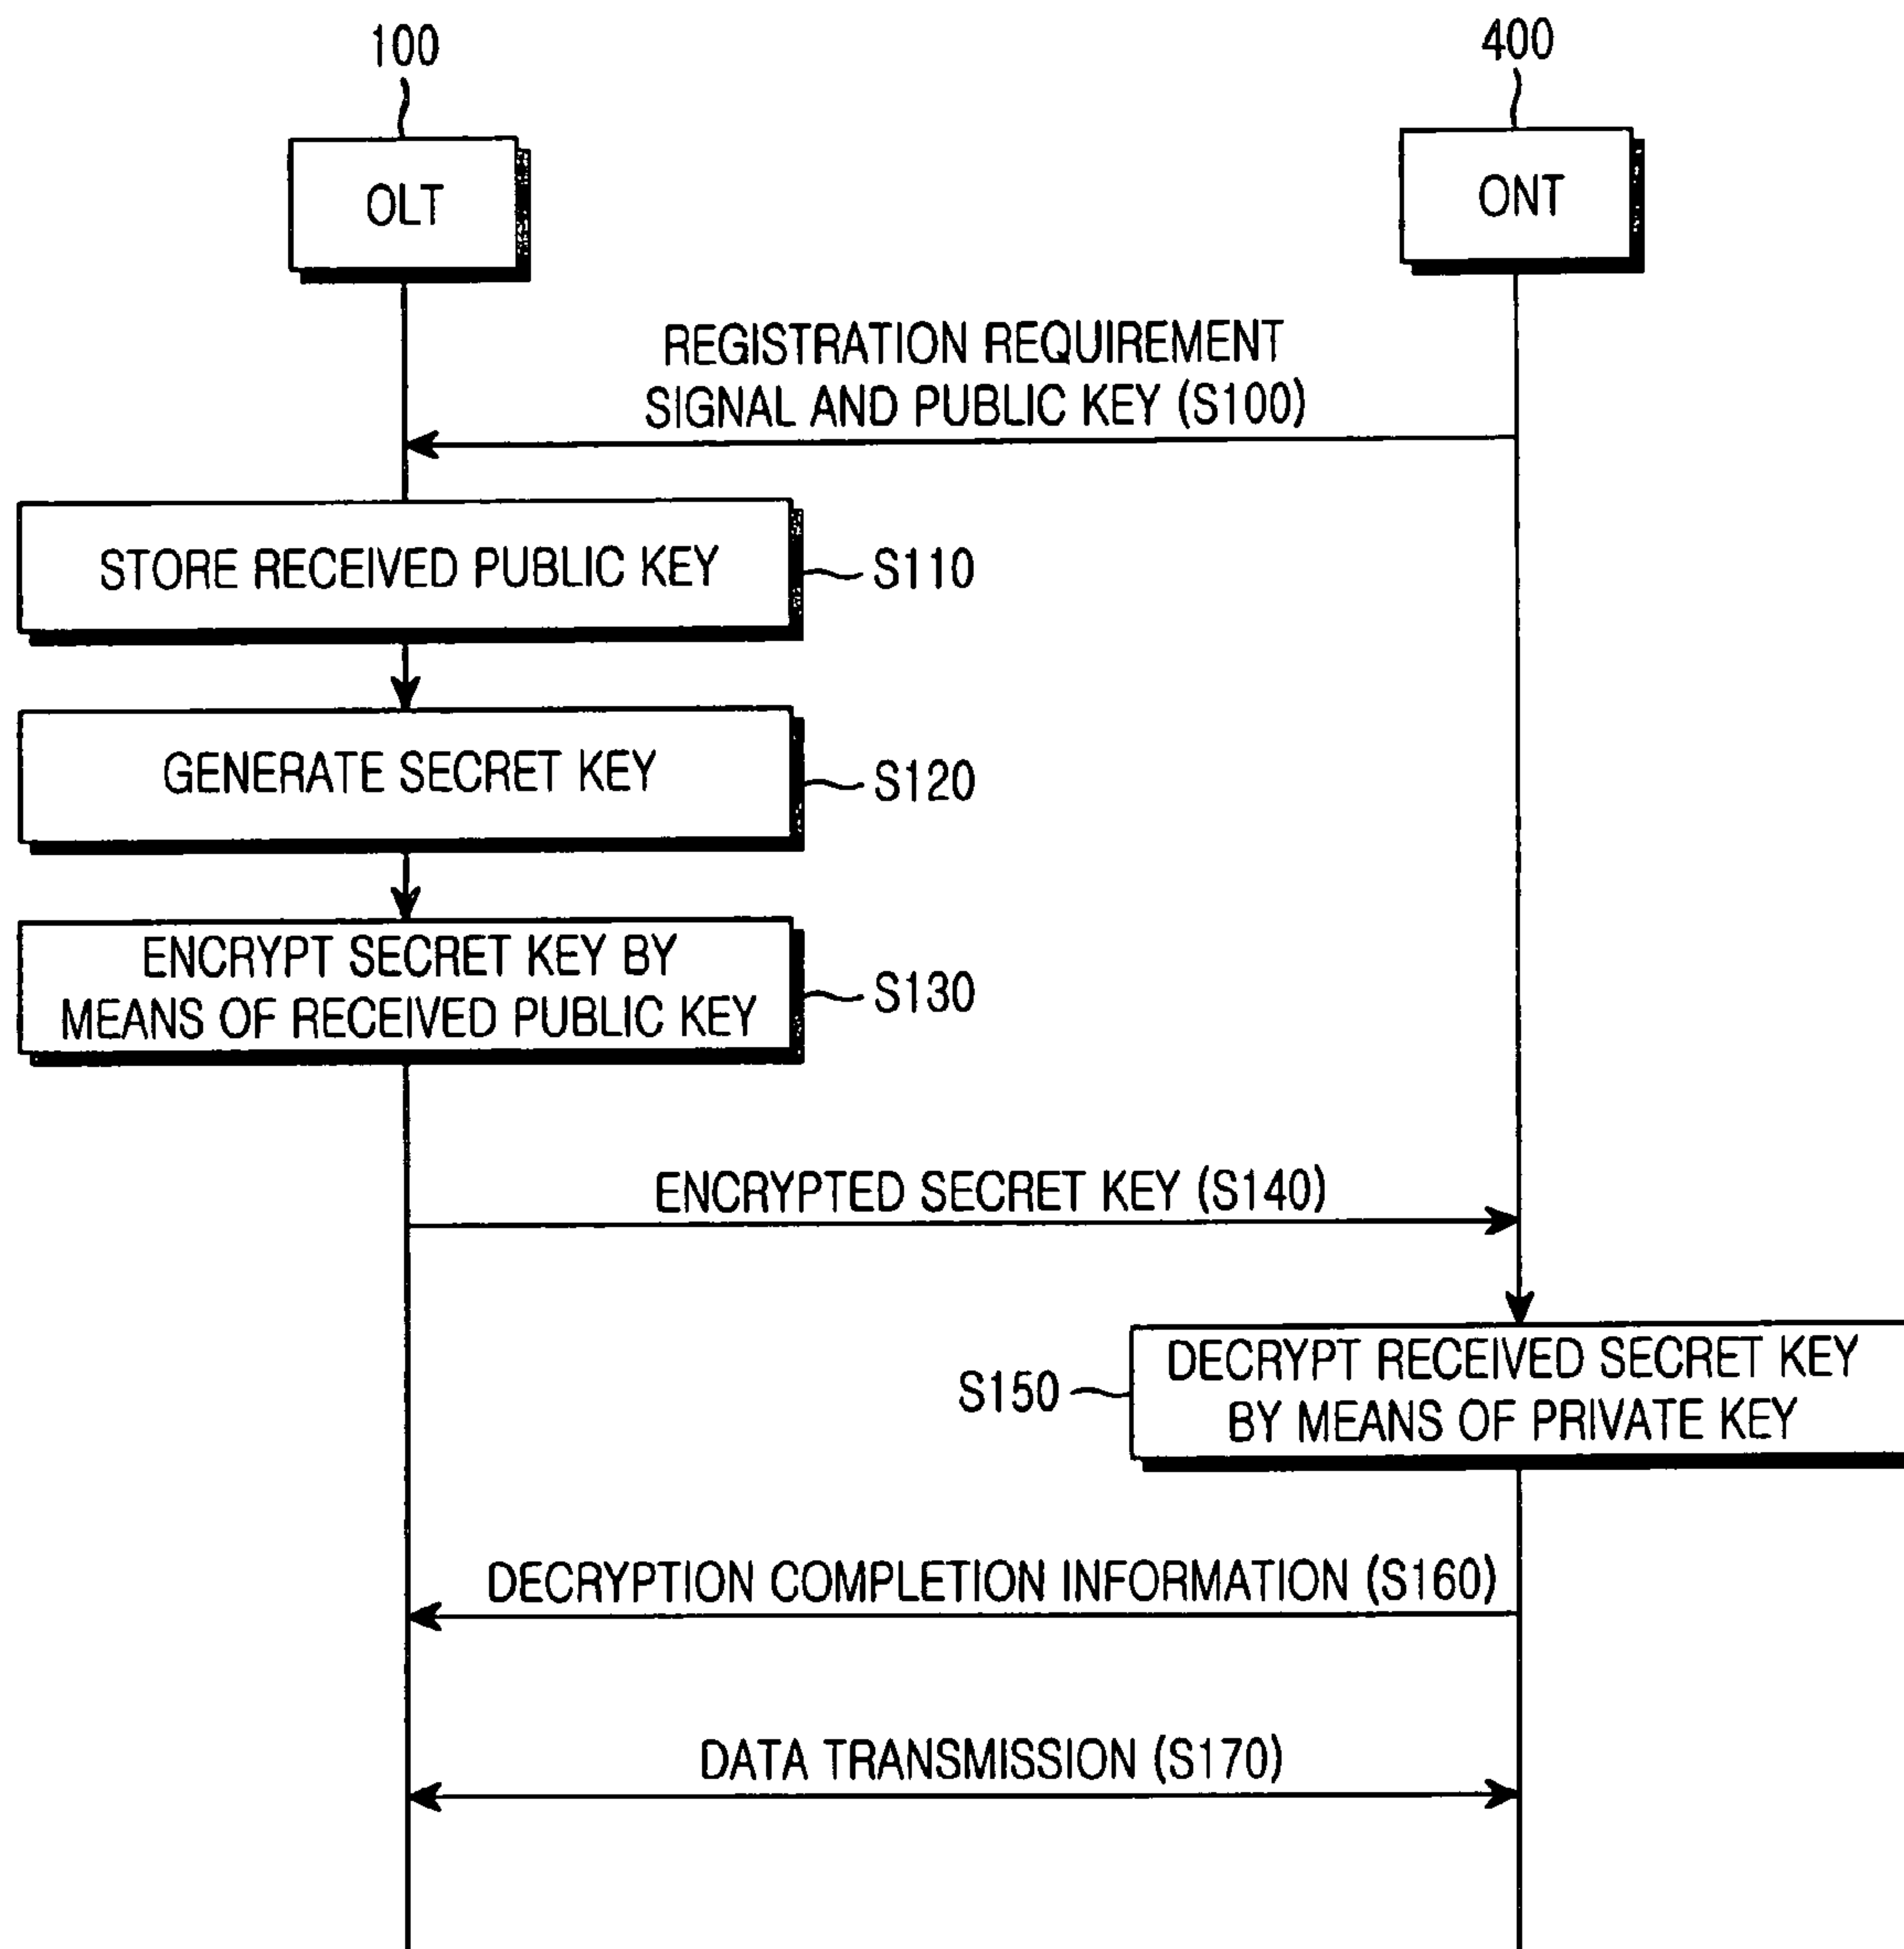 100
400
OLT
ONT
REGISTRATION REQUIREMENT
SIGNAL AND PUBLIC KEY (S100)
STORE RECEIVED PUBLIC KEY
S110
GENERATE SECRET KEY
S120
ENCRYPT SECRET KEY BY
MEANS OF RECEIVED PUBLIC KEY
S130
ENCRYPTED SECRET KEY (S140)
S150
DECRYPT RECEIVED SECRET KEY
BY MEANS OF PRIVATE KEY
DECRYPTION COMPLETION INFORMATION (S160)
DATA TRANSMISSION (S170)